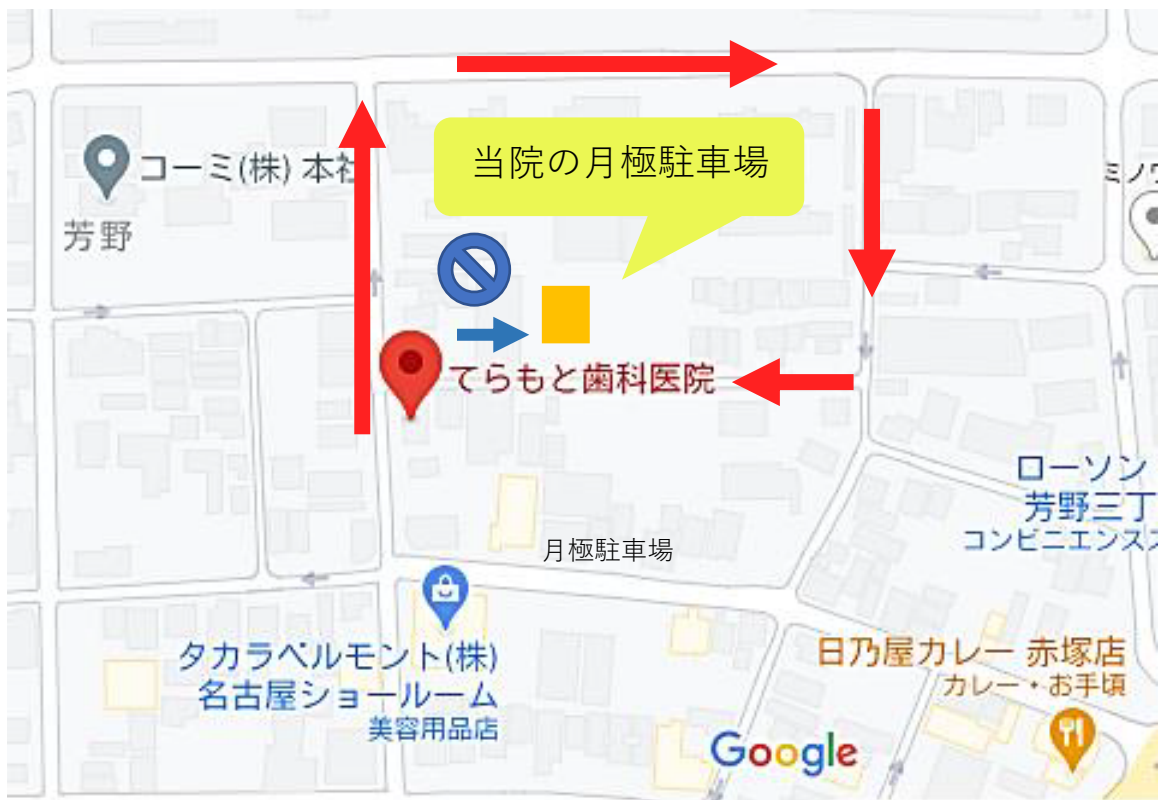 当院の月極駐車場
コーミ(株) 本社
芳野
ミノワ
てらもと歯科医院
ローソン
芳野三丁
コンビニエンスス
月極駐車場
タカラベルモント(株)
名古屋ショールーム
美容用品店
日乃屋カレー 赤塚店
カレー・お手頃
Google